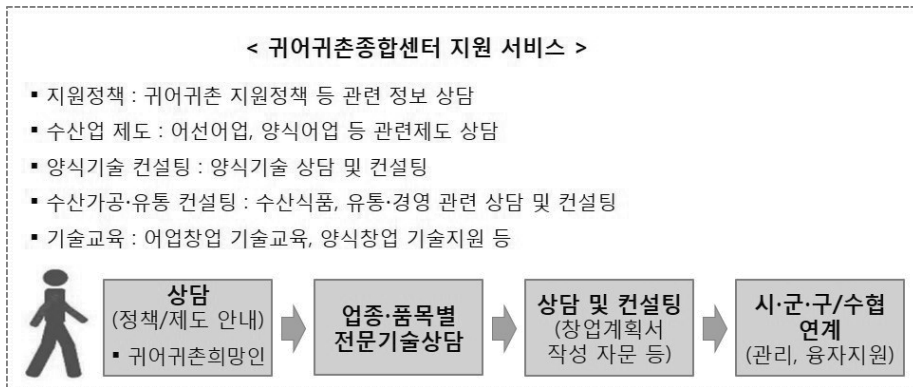 < 귀어귀촌종합센터 지원 서비스 >
▪ 지원정책 : 귀어귀촌 지원정책 등 관련 정보 상담
▪ 수산업 제도 : 어선어업, 양식어업 등 관련제도 상담
▪ 양식기술 컨설팅 : 양식기술 상담 및 컨설팅
▪ 수산가공·유통 컨설팅 : 수산식품, 유통·경영 관련 상담 및 컨설팅
▪ 기술교육 : 어업창업 기술교육, 양식창업 기술지원 등
상담
(정책/제도 안내)
▪ 귀어귀촌희망인
업종·품목별
전문기술상담
상담 및 컨설팅
(창업계획서
작성 자문 등)
시·군·구/수협
연계
(관리, 융자지원)